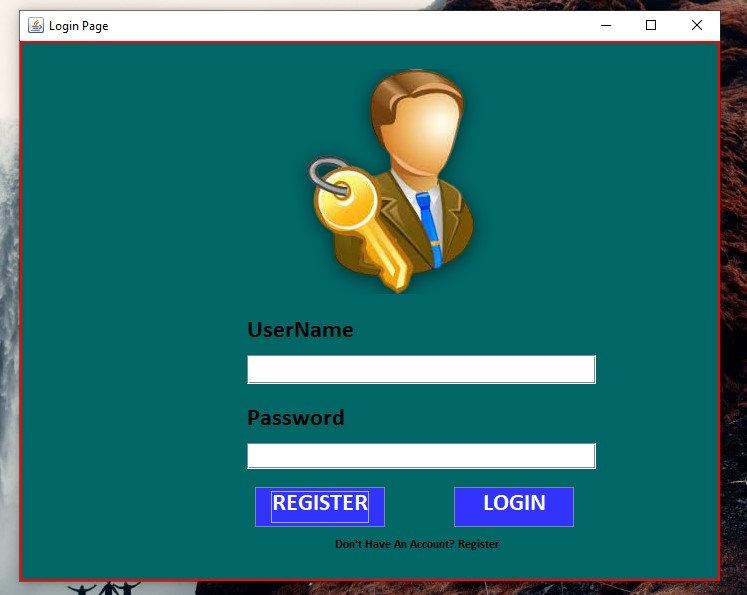 Login Page
UserName
Password
REGISTER LOGIN
Don't Have An Account? Register